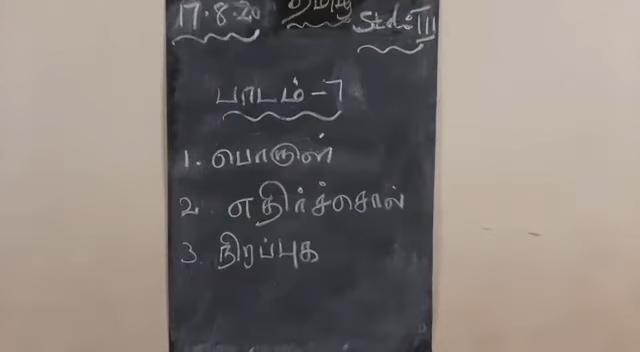 17.8.20 தமிழ் Std: III
பாடம் - 7
1. பொருள்
2. எதிர்ச்சொல்
3. நிரப்புக